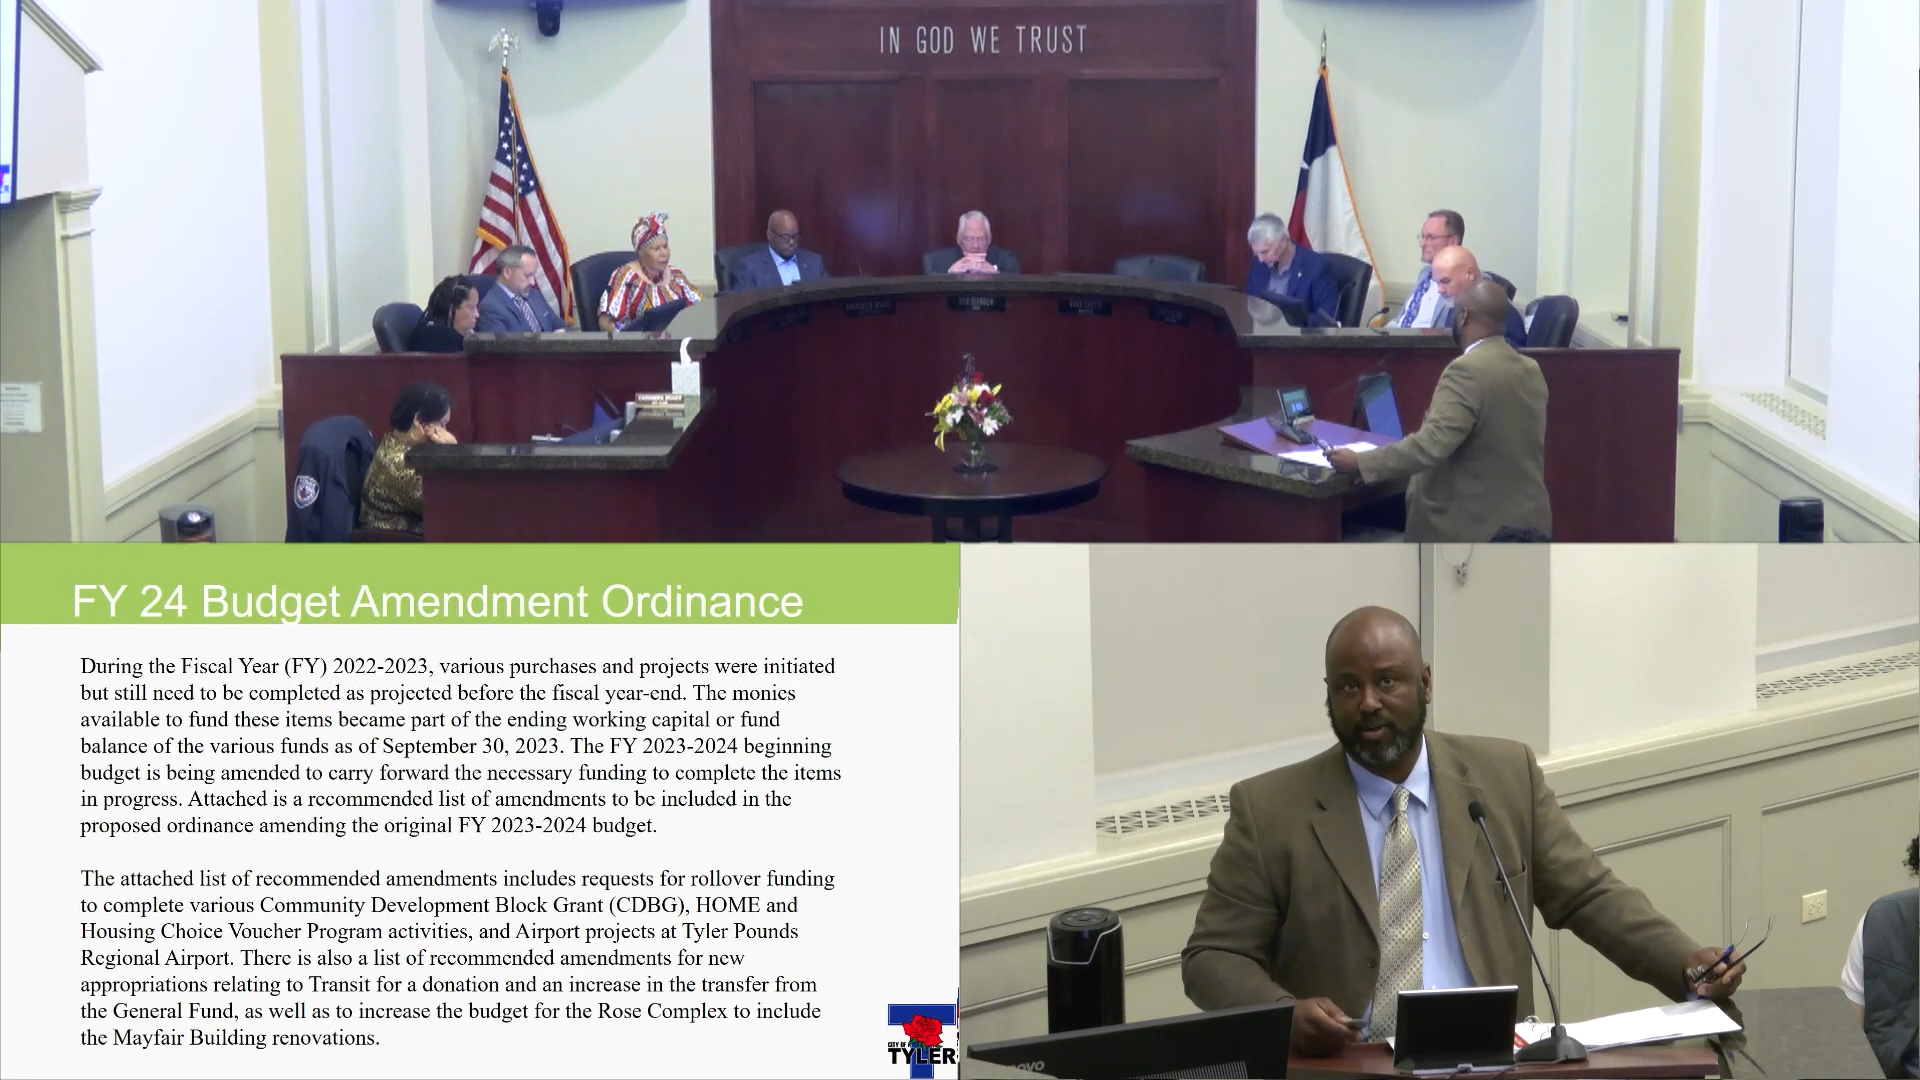 IN GOD WE TRUST
FY 24 Budget Amendment Ordinance
During the Fiscal Year (FY) 2022-2023, various purchases and projects were initiated
but still need to be completed as projected before the fiscal year-end. The monies
available to fund these items became part of the ending working capital or fund
balance of the various funds as of September 30, 2023. The FY 2023-2024 beginning
budget is being amended to carry forward the necessary funding to complete the items
in progress. Attached is a recommended list of amendments to be included in the
proposed ordinance amending the original FY 2023-2024 budget.
The attached list of recommended amendments includes requests for rollover funding
to complete various Community Development Block Grant (CDBG), HOME and
Housing Choice Voucher Program activities, and Airport projects at Tyler Pounds
Regional Airport. There is also a list of recommended amendments for new
appropriations relating to Transit for a donation and an increase in the transfer from
the General Fund, as well as to increase the budget for the Rose Complex to include
the Mayfair Building renovations.
CITY OF
TYLER